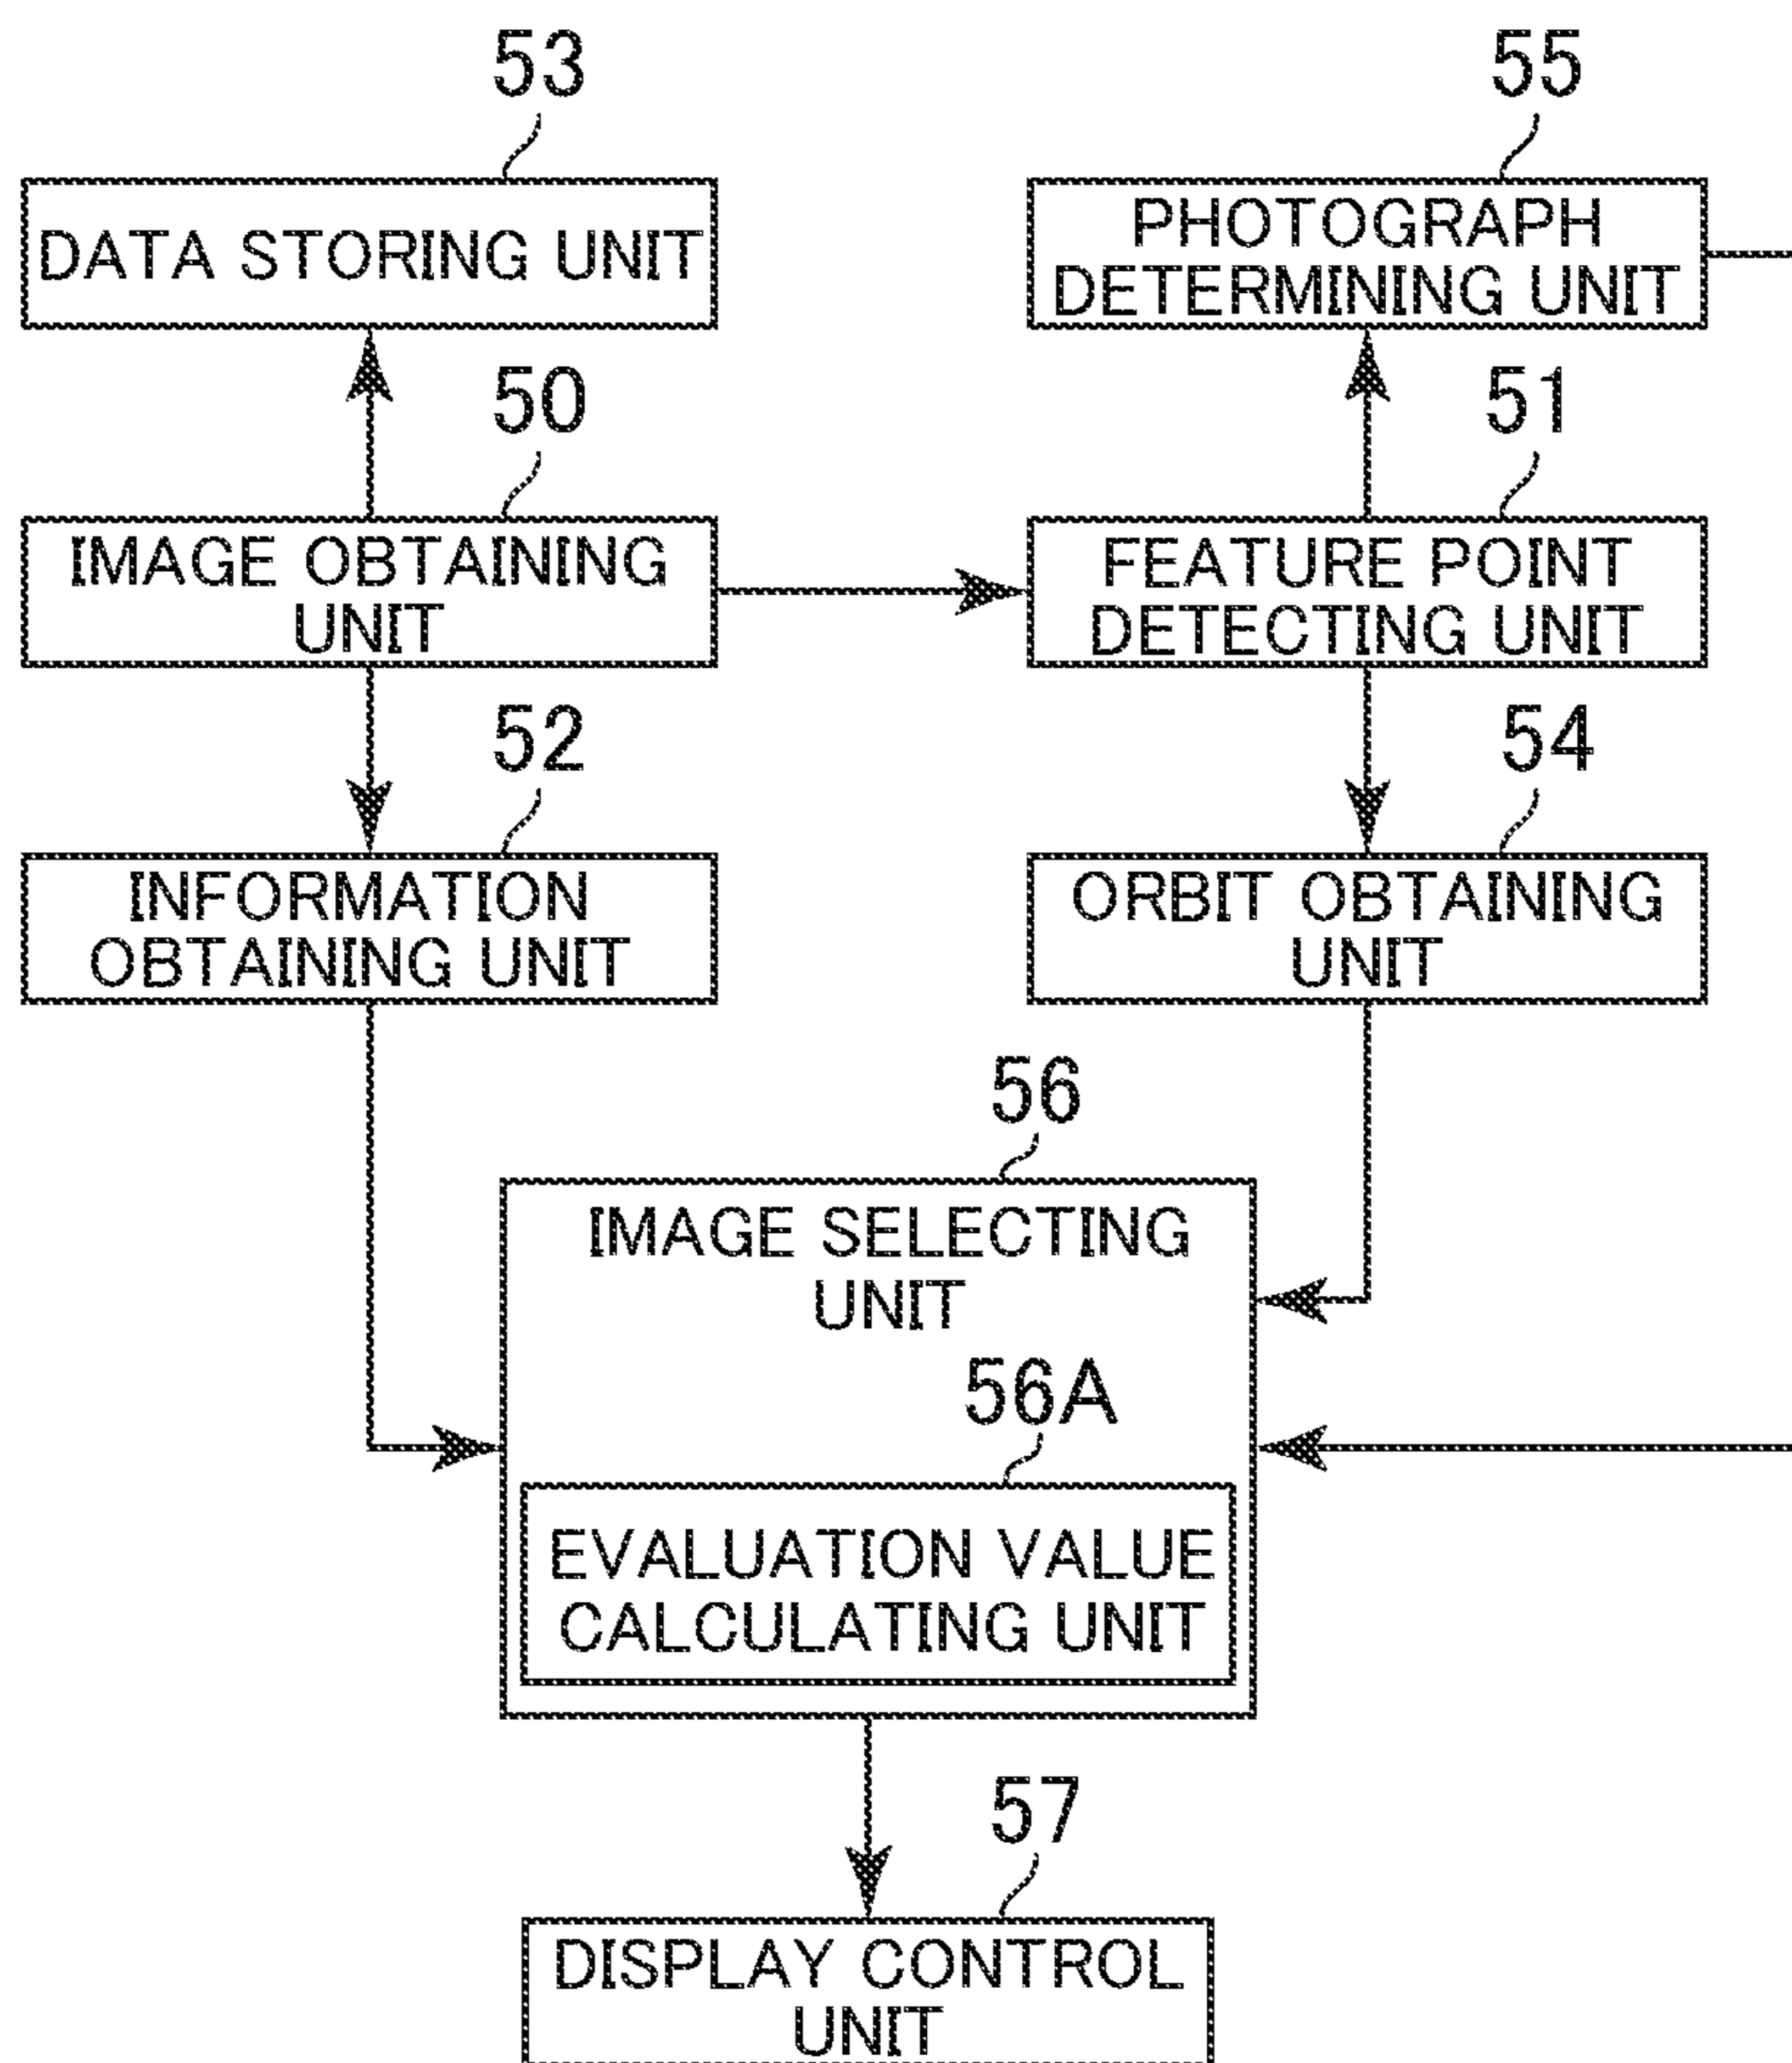 53
DATA STORING UNIT
55
PHOTOGRAPH
DETERMINING UNIT
50
IMAGE OBTAINING
UNIT
51
FEATURE POINT
DETECTING UNIT
52
INFORMATION
OBTAINING UNIT
54
ORBIT OBTAINING
UNIT
56
IMAGE SELECTING
UNIT
56A
EVALUATION VALUE
CALCULATING UNIT
57
DISPLAY CONTROL
UNIT